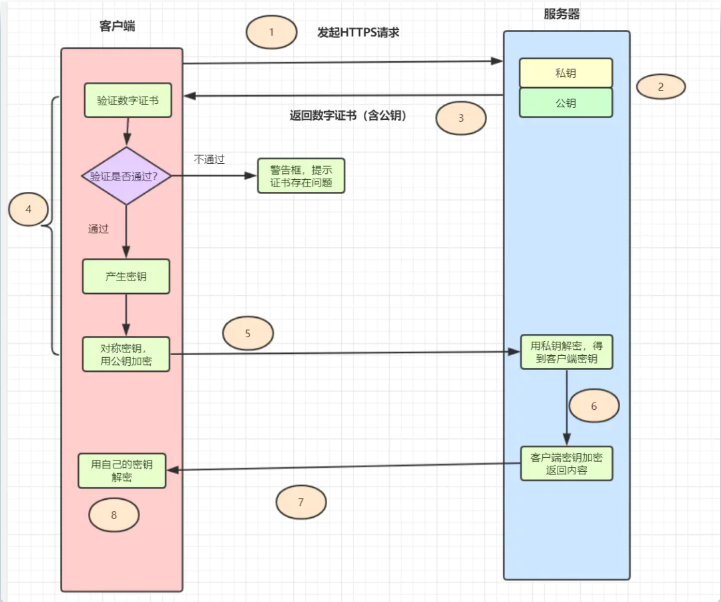 客户端
服务器
1
发起HTTPS请求
私钥
公钥
2
验证数字证书
3
返回数字证书（含公钥）
验证是否通过？
不通过
警告框，提示
证书存在问题
4
通过
产生密钥
5
对称密钥，
用公钥加密
用私钥解密，得
到客户端密钥
6
客户端密钥加密
返回内容
用自己的密钥
解密
7
8